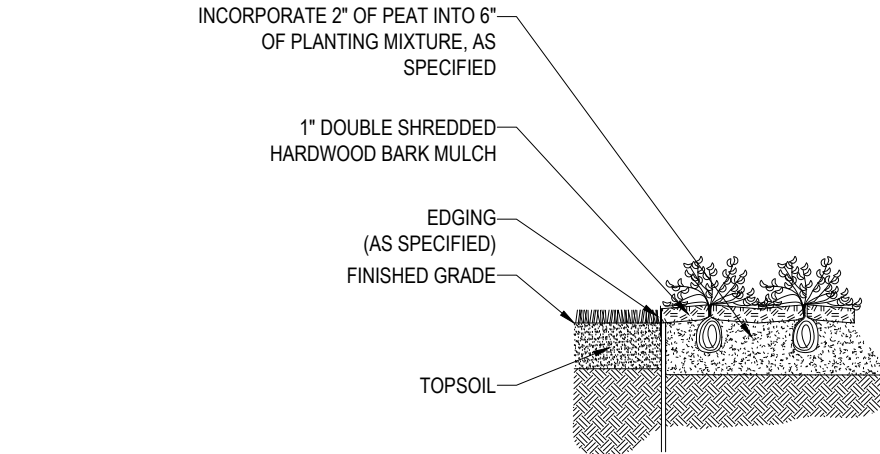 INCORPORATE 2" OF PEAT INTO 6"
OF PLANTING MIXTURE, AS
SPECIFIED
1" DOUBLE SHREDDED
HARDWOOD BARK MULCH
EDGING
(AS SPECIFIED)
FINISHED GRADE
TOPSOIL